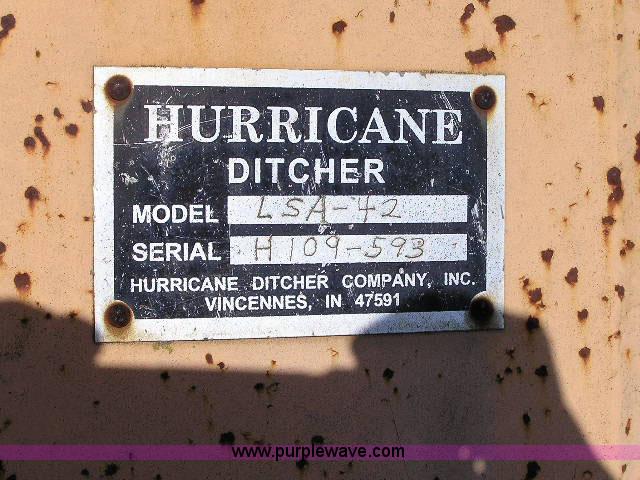 HURRICANE
DITCHER
MODEL LSA-42
SERIAL H109-593
HURRICANE DITCHER COMPANY, INC.
VINCENNES, IN 47591
www.purplewave.com